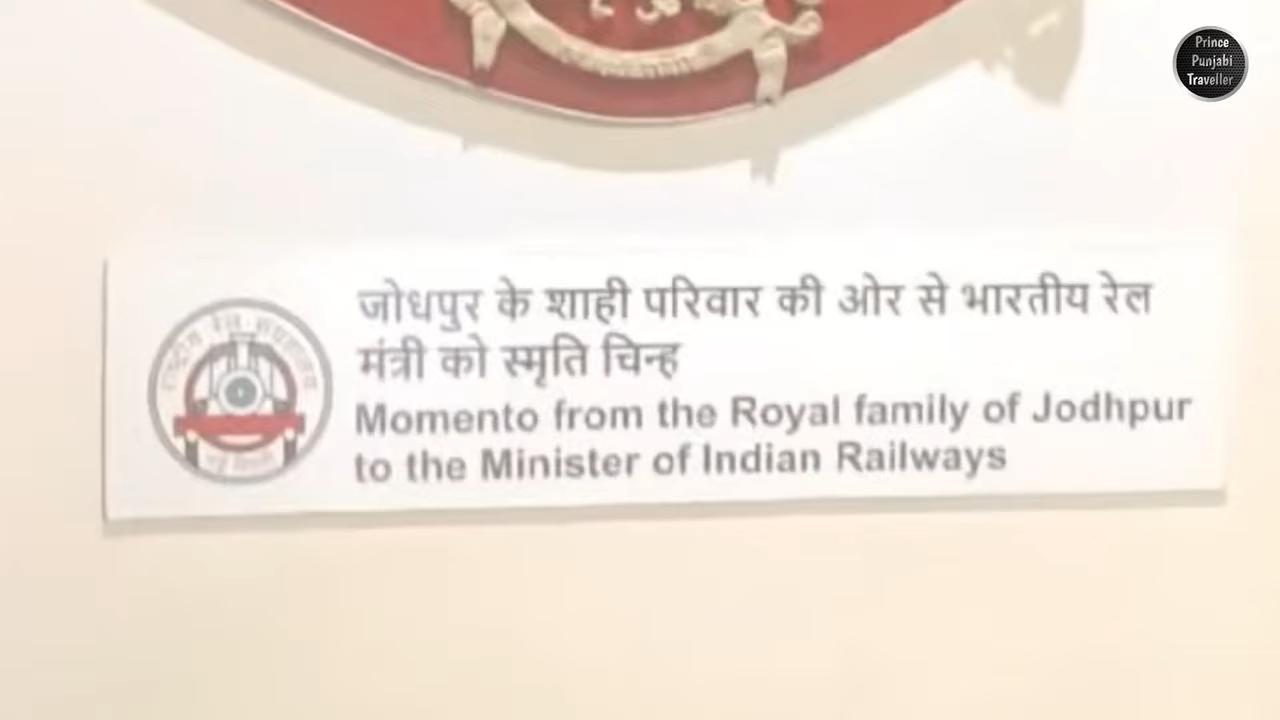 Prince
Punjabi
Traveller
जोधपुर के शाही परिवार की ओर से भारतीय रेल
मंत्री को स्मृति चिन्ह
Momento from the Royal family of Jodhpur
to the Minister of Indian Railways